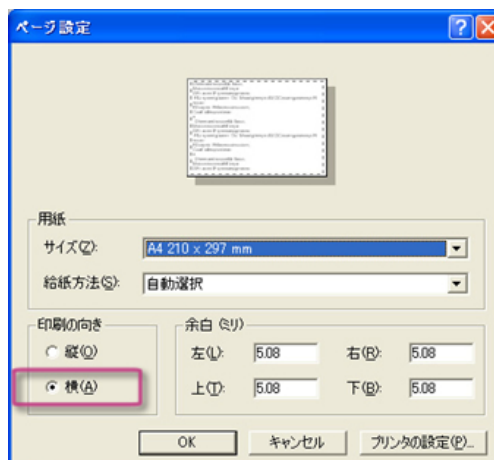 ページ設定
用紙
サイズ(Z):
A4 210 x 297 mm
給紙方法(S):
自動選択
印刷の向き
縦(O)
横(A)
余白 (ミリ)
左(L): 5.08 右(R): 5.08
上(T): 5.08 下(B): 5.08
OK キャンセル プリンタの設定(P)...